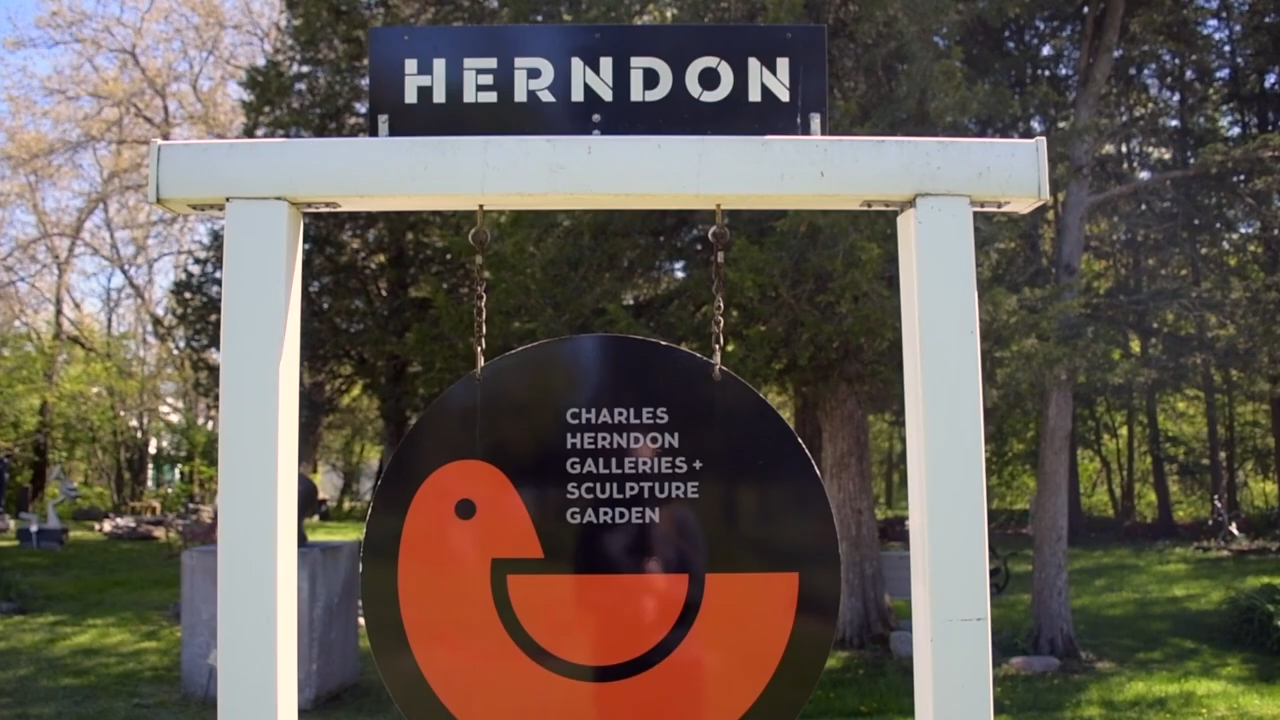 HERNDON
CHARLES
HERNDON
GALLERIES +
SCULPTURE
GARDEN